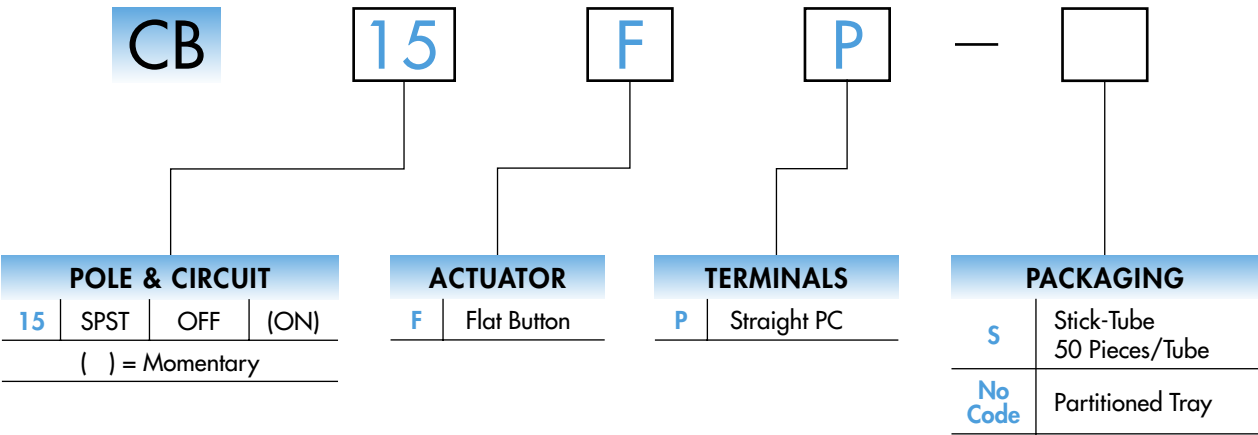 CB 15 F P —
POLE & CIRCUIT
15 SPST OFF (ON)
( ) = Momentary
ACTUATOR
F Flat Button
TERMINALS
P Straight PC
PACKAGING
S Stick-Tube
50 Pieces/Tube
No
Code Partitioned Tray